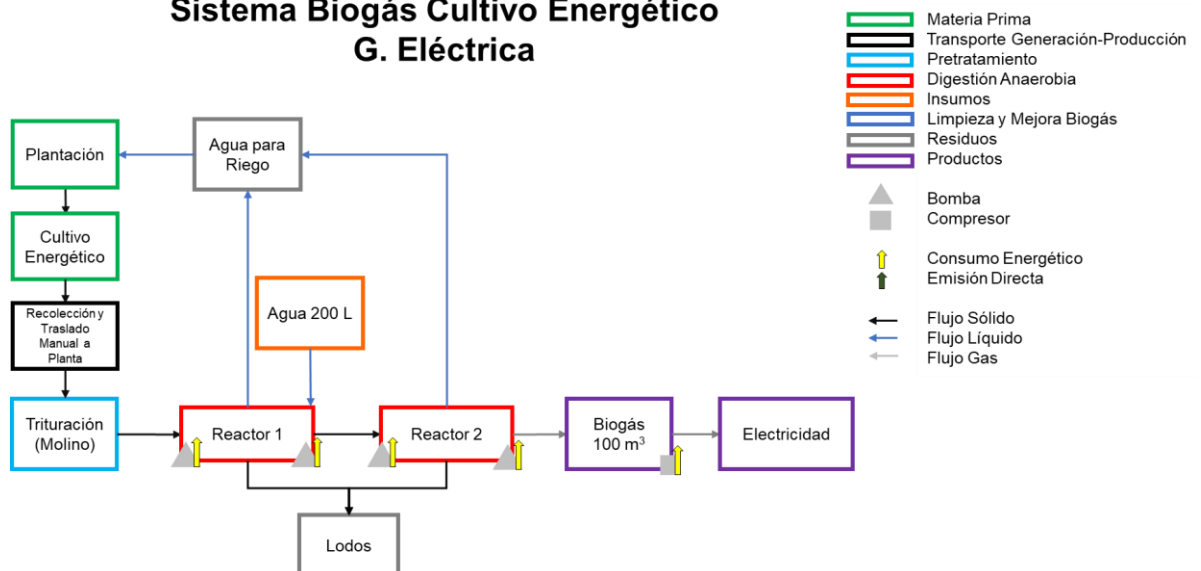 Sistema Biogás Cultivo Energético
G. Eléctrica
Materia Prima
Transporte Generación-Producción
Pretratamiento
Digestión Anaerobia
Insumos
Limpieza y Mejora Biogás
Residuos
Productos
Bomba
Compresor
Consumo Energético
Emisión Directa
Flujo Sólido
Flujo Líquido
Flujo Gas
Plantación
Agua para
Riego
Cultivo
Energético
Agua 200 L
Recolección y
Traslado
Manual a
Planta
Trituración
(Molino)
Reactor 1
Reactor 2
Biogás
100 m³
Electricidad
Lodos